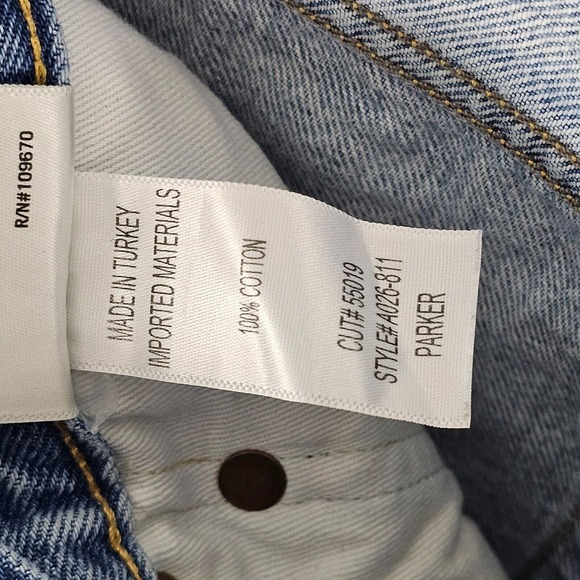 R/N#109670
MADE IN TURKEY
IMPORTED MATERIALS
100% COTTON
CUT# 55019
STYLE# A026-811
PARKER